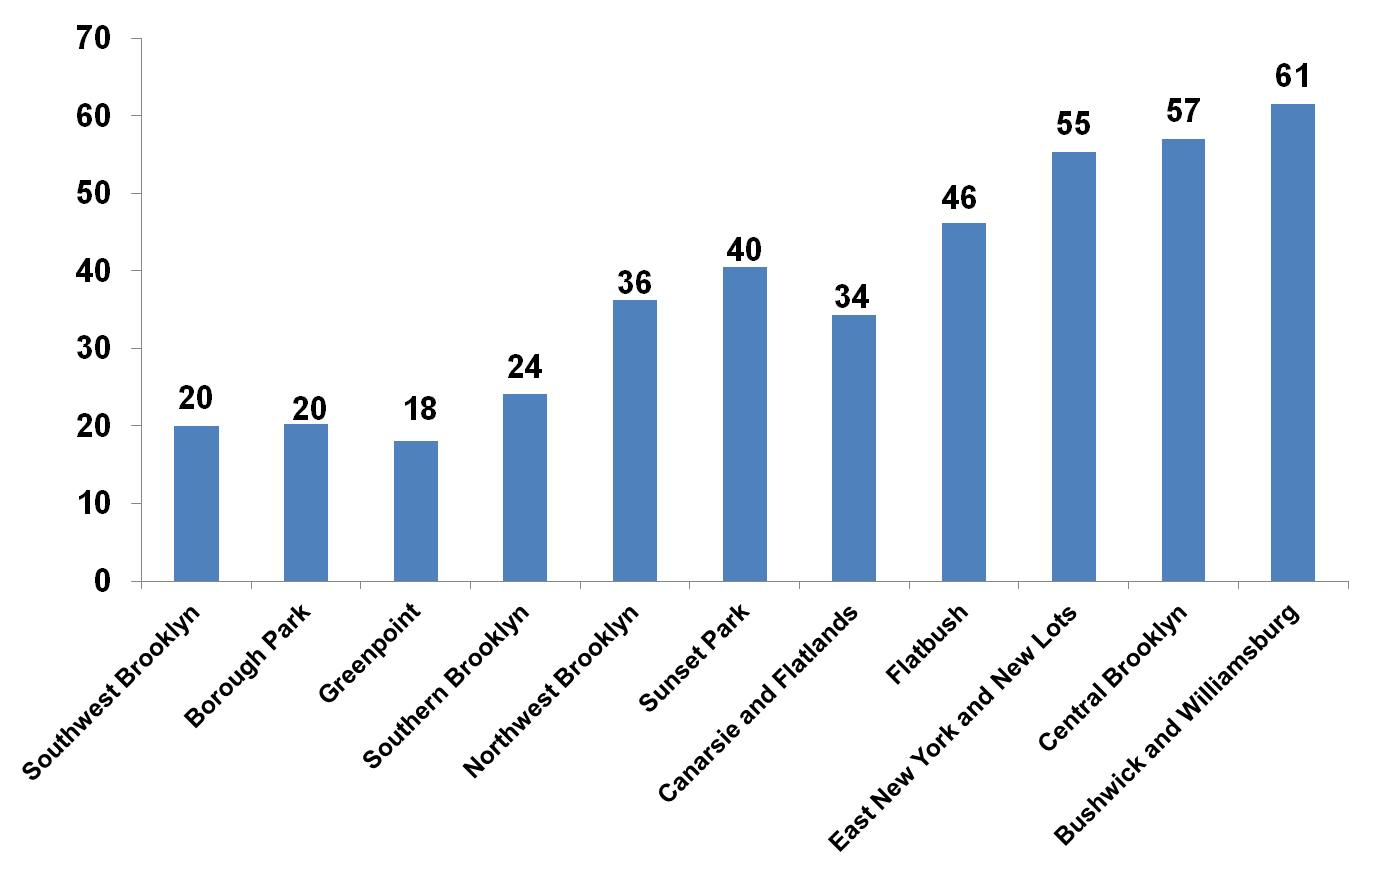 70
60
50
40
30
20
10
0
20
20
18
24
36
40
34
46
55
57
61
Southwest Brooklyn
Borough Park
Greenpoint
Southern Brooklyn
Northwest Brooklyn
Sunset Park
Canarsie and Flatlands
Flatbush
East New York and New Lots
Central Brooklyn
Bushwick and Williamsburg